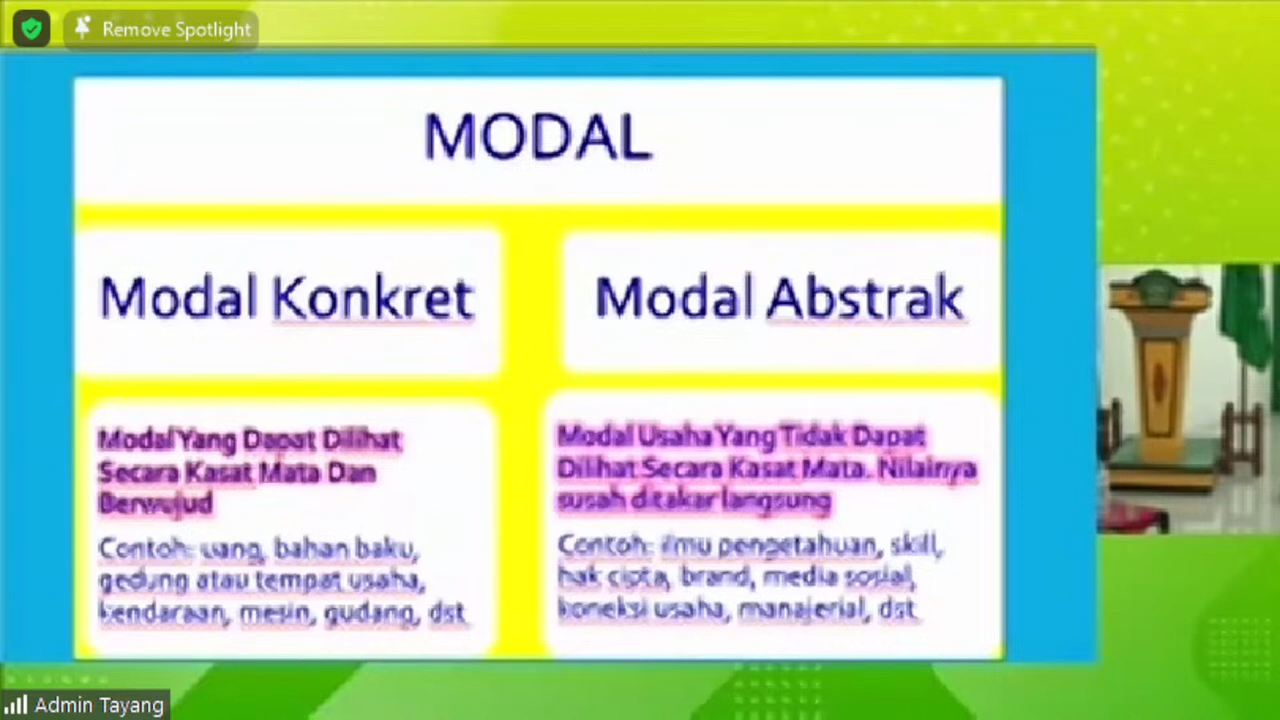 Remove Spotlight
MODAL
Modal Konkret
Modal Abstrak
Modal Yang Dapat Dilihat
Secara Kasat Mata Dan
Berwujud
Contoh: uang, bahan baku,
gedung atau tempat usaha,
kendaraan, mesin, gudang, dst
Modal Usaha Yang Tidak Dapat
Dilihat Secara Kasat Mata. Nilainya
susah ditakar langsung
Contoh: ilmu pengetahuan, skill,
hak cipta, brand, media sosial,
koneksi usaha, manajerial, dst
Admin Tayang